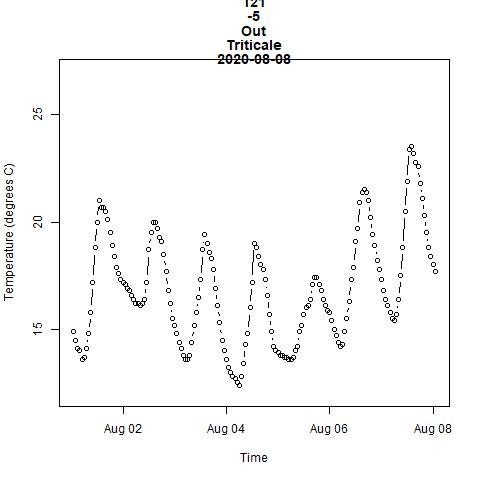 121
-5
Out
Triticale
2020-08-08
Temperature (degrees C)
25
20
15
Aug 02
Aug 04
Aug 06
Aug 08
Time